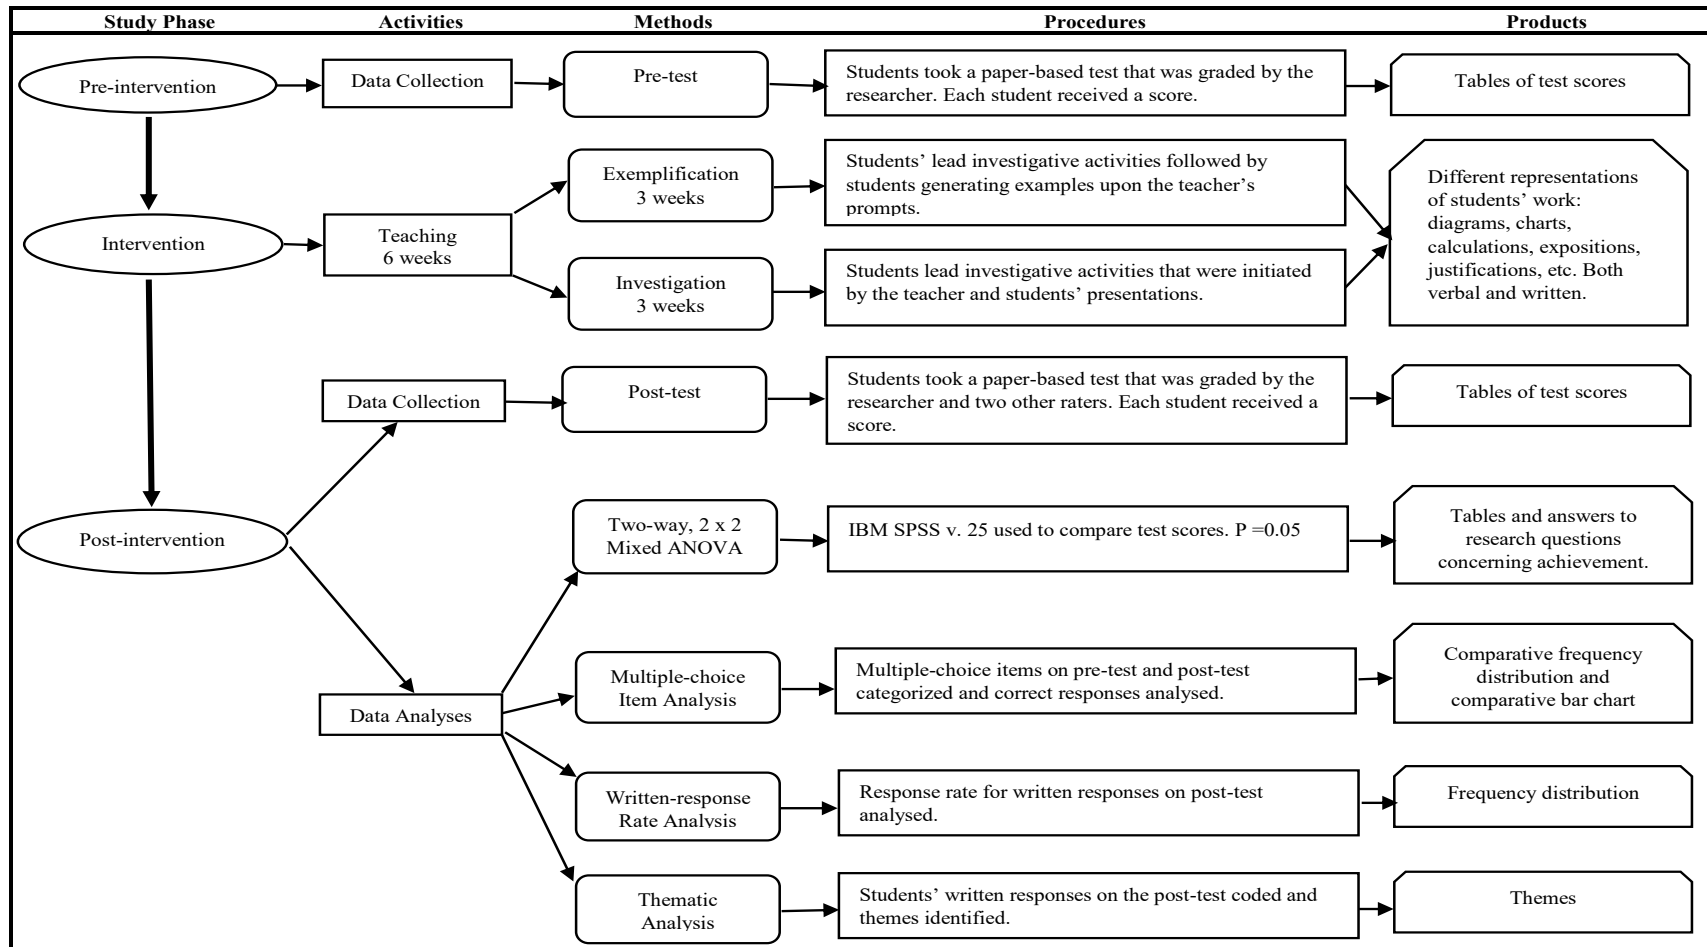 Study Phase Activities Methods Procedures Products
Pre-intervention
Data Collection
Pre-test
Students took a paper-based test that was graded by the
researcher. Each student received a score.
Tables of test scores
Intervention
Teaching
6 weeks
Exemplification
3 weeks
Students’ lead investigative activities followed by
students generating examples upon the teacher’s
prompts.
Investigation
3 weeks
Students lead investigative activities that were initiated
by the teacher and students’ presentations.
Different representations
of students’ work:
diagrams, charts,
calculations, expositions,
justifications, etc. Both
verbal and written.
Post-intervention
Data Collection
Post-test
Students took a paper-based test that was graded by the
researcher and two other raters. Each student received a
score.
Tables of test scores
Data Analyses
Two-way, 2 x 2
Mixed ANOVA
IBM SPSS v. 25 used to compare test scores. P =0.05
Tables and answers to
research questions
concerning achievement.
Multiple-choice
Item Analysis
Multiple-choice items on pre-test and post-test
categorized and correct responses analysed.
Comparative frequency
distribution and
comparative bar chart
Written-response
Rate Analysis
Response rate for written responses on post-test
analysed.
Frequency distribution
Thematic
Analysis
Students’ written responses on the post-test coded and
themes identified.
Themes